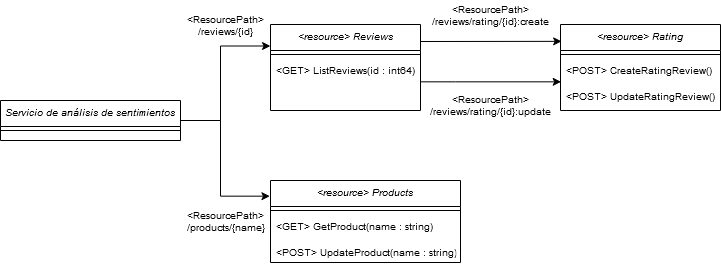 <ResourcePath>
/reviews/{id}
<resource> Reviews
<GET> ListReviews(id : int64)
<ResourcePath>
/reviews/rating/{id}:create
<ResourcePath>
/reviews/rating/{id}:update
<resource> Rating
<POST> CreateRatingReview()
<POST> UpdateRatingReview()
Servicio de análisis de sentimientos
<ResourcePath>
/products/{name}
<resource> Products
<GET> GetProduct(name : string)
<POST> UpdateProduct(name : string)